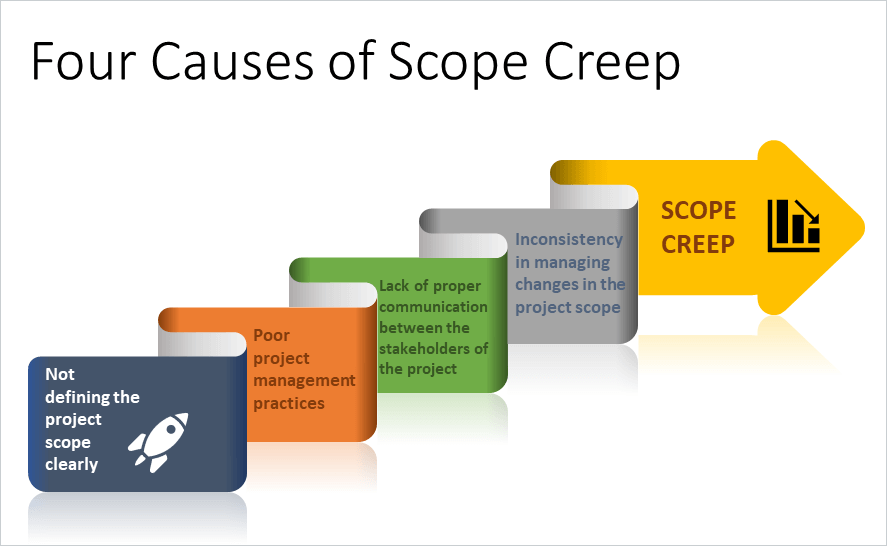 Four Causes of Scope Creep
Not
defining the
project
scope
clearly
Poor
project
management
practices
Lack of proper
communication
between the
stakeholders of
the project
Inconsistency
in managing
changes in the
project scope
SCOPE
CREEP